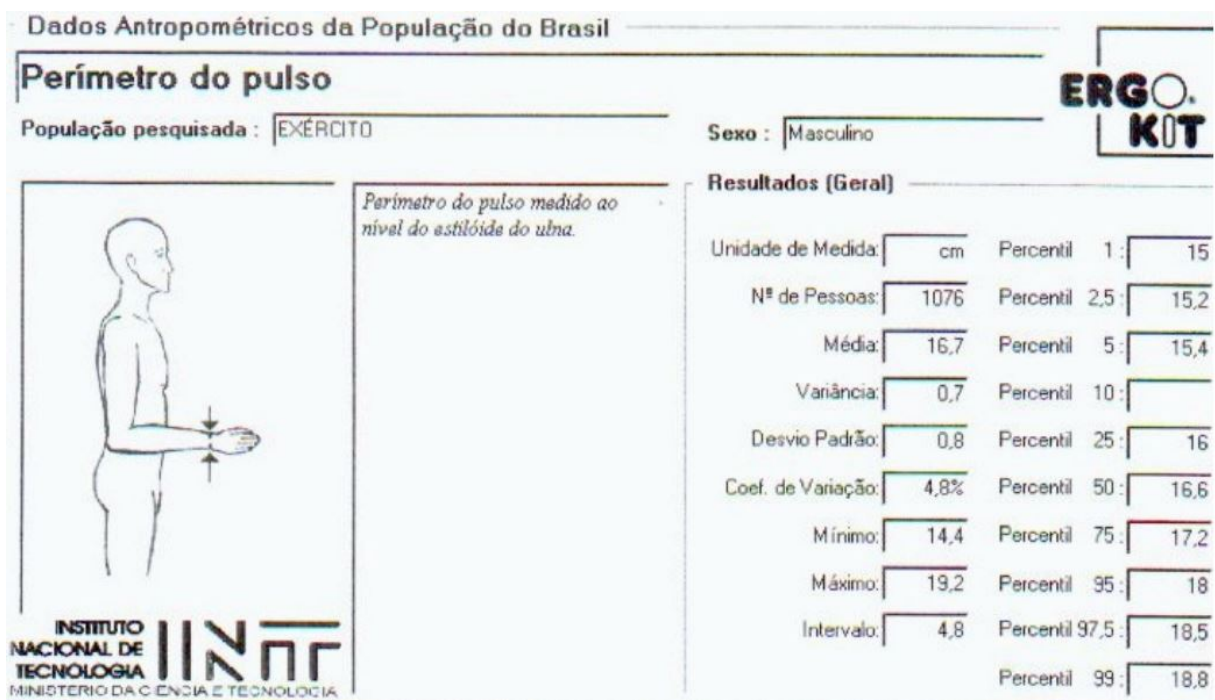 Dados Antropométricos da População do Brasil
Perímetro do pulso
ERGO
KIT
População pesquisada : EXÉRCITO
Sexo : Masculino
Perímetro do pulso medido ao
nível do estilóide do ulna.
Resultados (Geral)
Unidade de Medida: cm Percentil 1 : 15
Nº de Pessoas: 1076 Percentil 2,5 : 15,2
Média: 16,7 Percentil 5 : 15,4
Variância: 0,7 Percentil 10 :
Desvio Padrão: 0,8 Percentil 25 : 16
Coef. de Variação: 4,8% Percentil 50 : 16,6
Mínimo: 14,4 Percentil 75 : 17,2
Máximo: 19,2 Percentil 95 : 18
Intervalo: 4,8 Percentil 97,5 : 18,5
Percentil 99 : 18,8
INSTITUTO
NACIONAL DE
TECNOLOGIA
INT
MINISTERIO DA CIENCIA E TECNOLOGIA